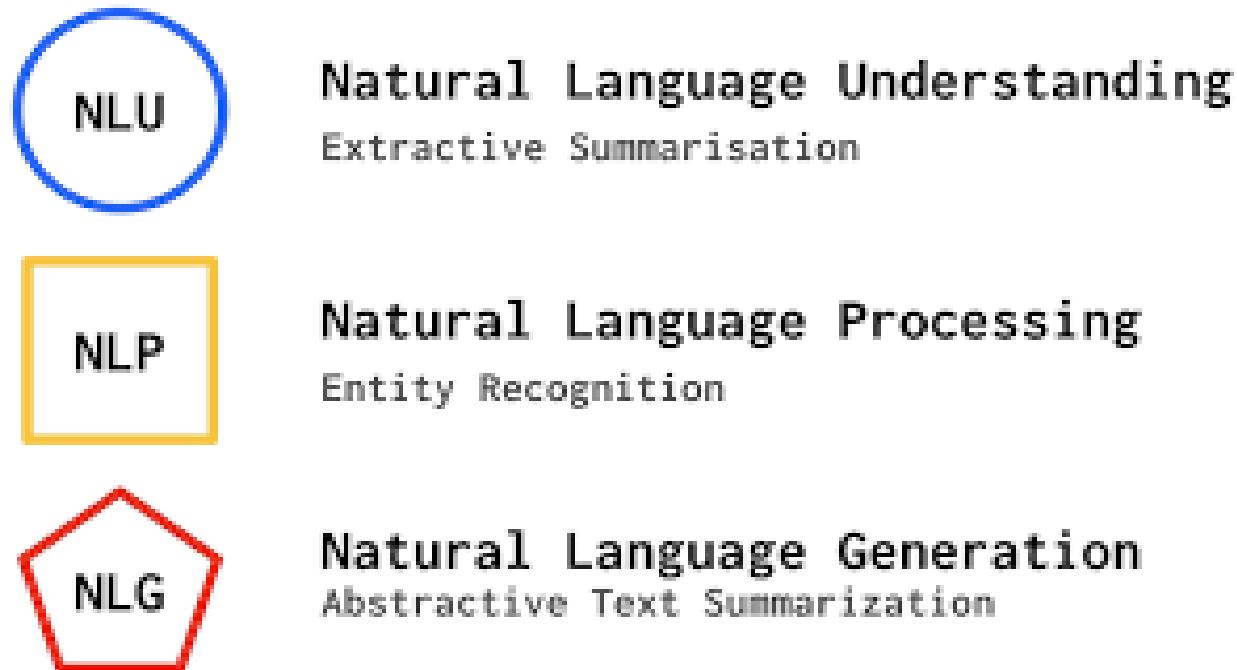 NLU
Natural Language Understanding
Extractive Summarisation
NLP
Natural Language Processing
Entity Recognition
NLG
Natural Language Generation
Abstractive Text Summarization